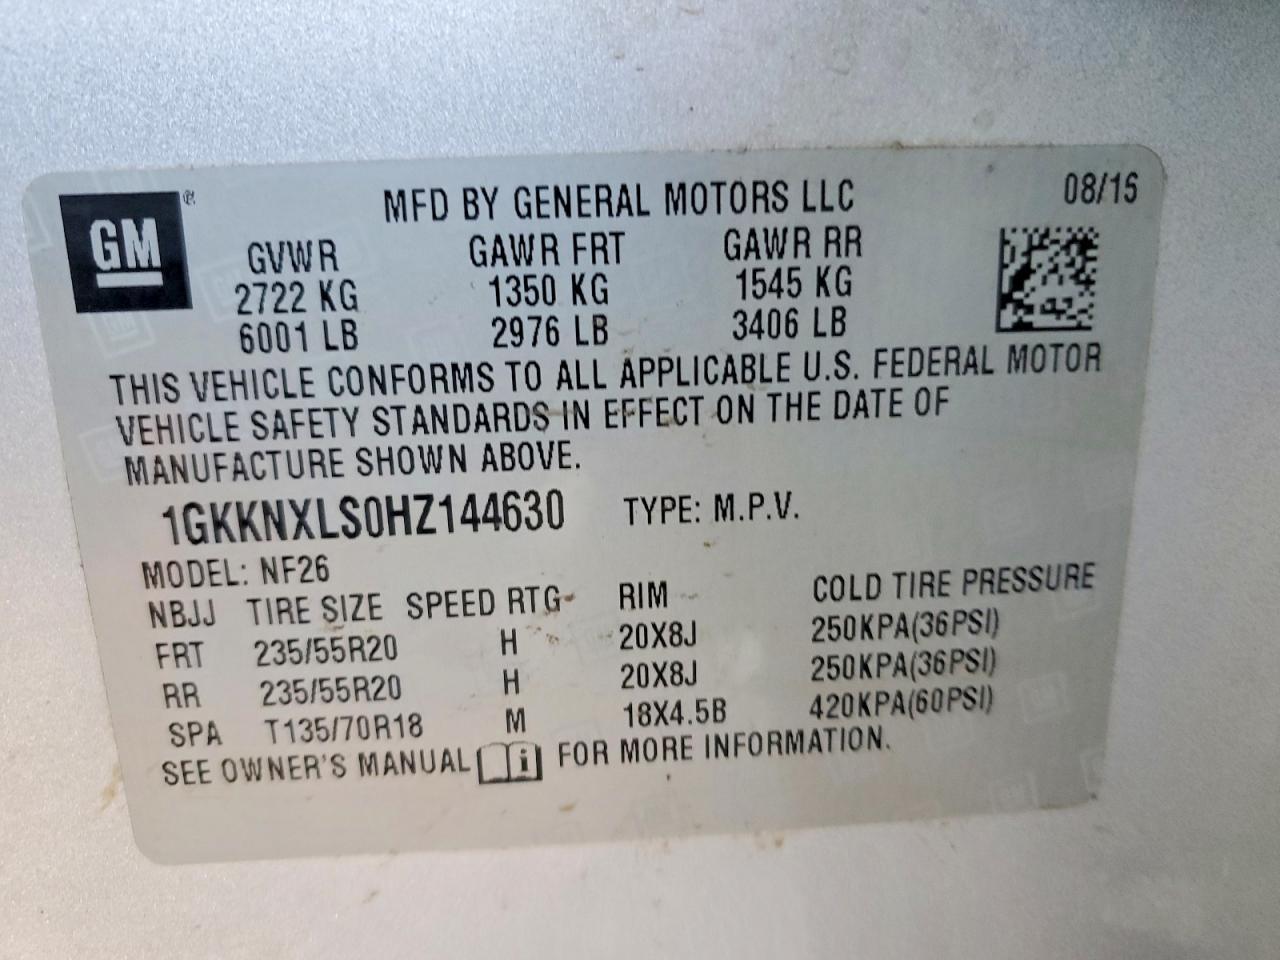 GM
MFD BY GENERAL MOTORS LLC
08/16
GVWR GAWR FRT GAWR RR
2722 KG 1350 KG 1545 KG
6001 LB 2976 LB 3406 LB
THIS VEHICLE CONFORMS TO ALL APPLICABLE U.S. FEDERAL MOTOR
VEHICLE SAFETY STANDARDS IN EFFECT ON THE DATE OF
MANUFACTURE SHOWN ABOVE.
1GKKNXLS0HZ144630 TYPE: M.P.V.
MODEL: NF26
NBJJ TIRE SIZE SPEED RTG RIM COLD TIRE PRESSURE
FRT 235/55R20 H 20X8J 250KPA(36PSI)
RR 235/55R20 H 20X8J 250KPA(36PSI)
SPA T135/70R18 M 18X4.5B 420KPA(60PSI)
SEE OWNER'S MANUAL FOR MORE INFORMATION.